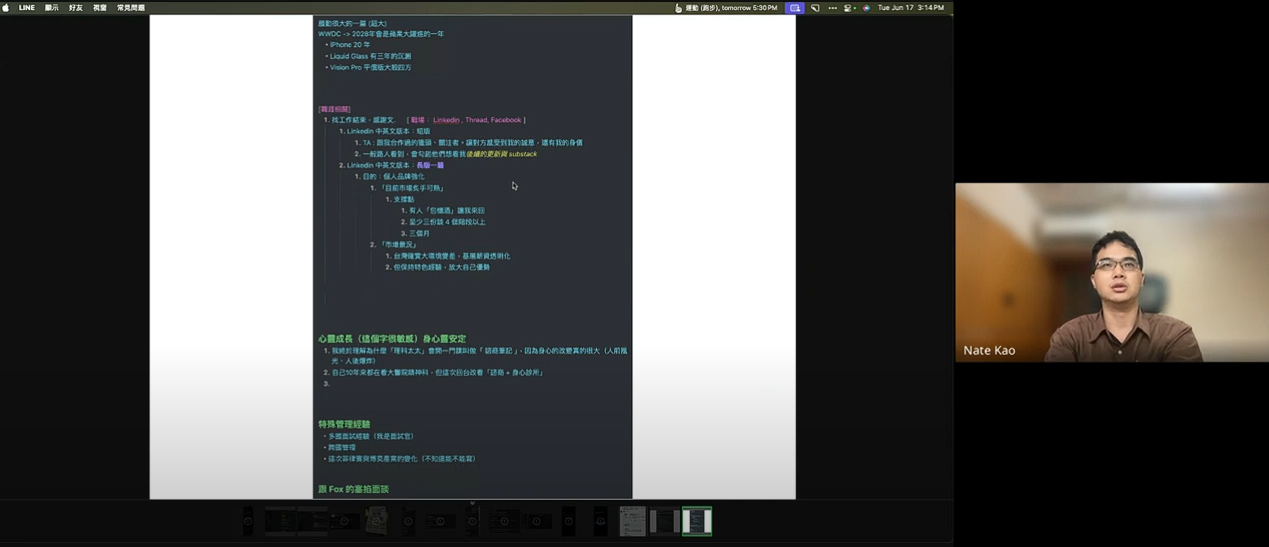 LINE 顯示 好友 視窗 常見問題
運動 (跑步), tomorrow 5:30 PM
Tue Jun 17 3:14 PM
很大的一篇 (超大)
WWDC -> 2028年會是蘋果大躍進的一年
• iPhone 20 年
• Liquid Glass 有三年的沉澱
• Vision Pro 平價版大殺四方
[職涯相關]
1. 找工作結束,感謝文. [ 戰場: Linkedin , Thread, Facebook ]
1. Linkedin 中英文版本:短版
1. TA : 跟我合作過的獵頭、關注者。讓對方感受到我的誠意,還有我的身價
2. 一般路人看到,會勾起他們想看我後續的更新與 substack
2. Linkedin 中英文版本:長版一篇
1. 目的:個人品牌強化
1. 「目前市場炙手可熱」
1. 支撐點
1. 有人「包機過」讓我來回
2. 至少三份談 4 個階段以上
3. 三個月
2. 「市場景況」
1. 台灣確實大環境變差,薪資透明化
2. 但保持特色經驗,放大自己優勢
心靈成長(這個字很敏感)身心靈安定
1. 我終於理解為什麼「理科太太」會開一門課叫做「諮商筆記」、因為身心的改變真的很大(人前風
光、人後爆炸)
2. 自己10年來都在看大醫院精神科,但這次回台改看「諮商 + 身心診所」
3.
特殊管理經驗
• 多國面試經驗(我是面試官)
• 跨國管理
• 這次菲律賓與博奕產業的變化(不知道能不能寫)
跟 Fox 的面談
Nate Kao